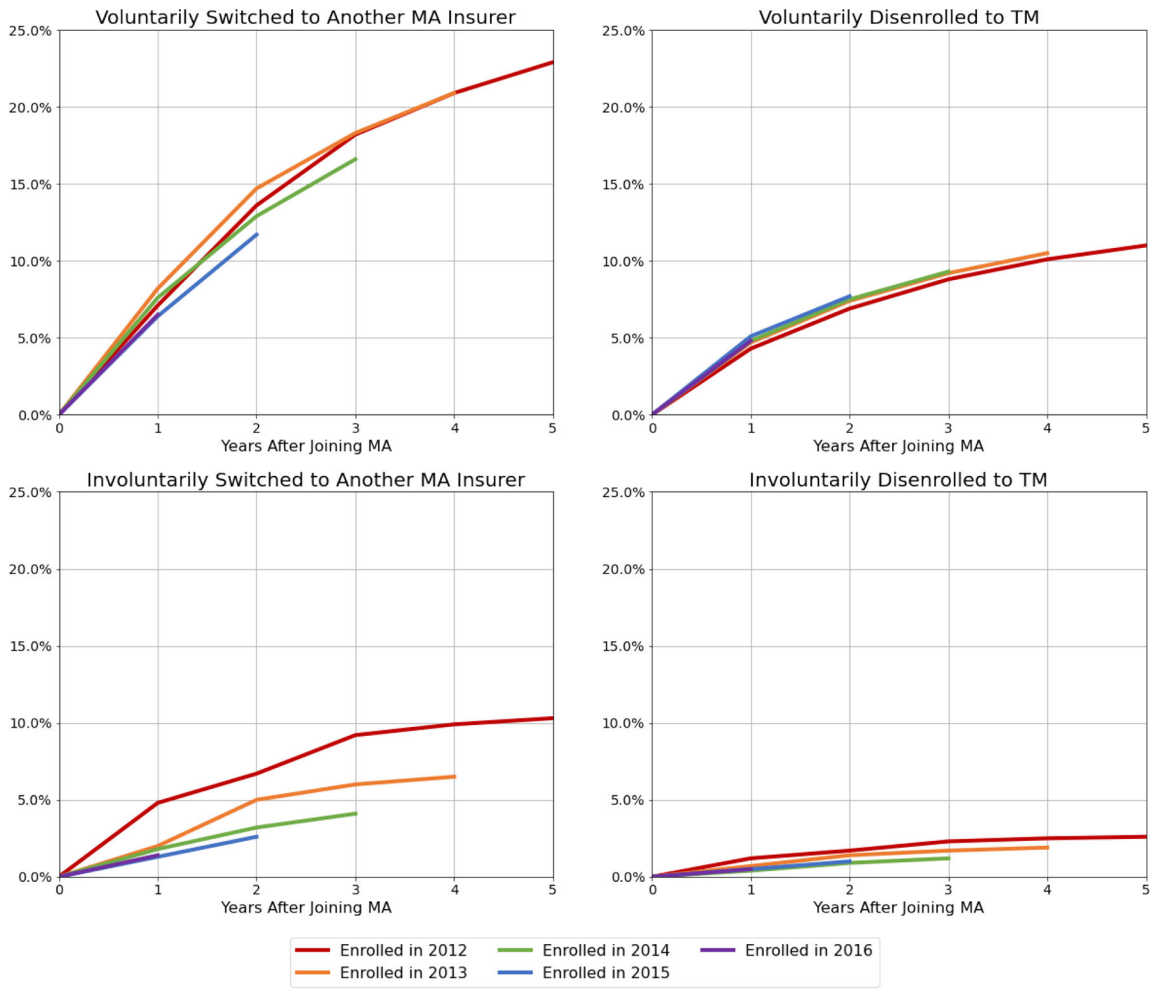 Voluntarily Switched to Another MA Insurer
25.0%
20.0%
15.0%
10.0%
5.0%
0.0%
0 1 2 3 4 5
Years After Joining MA
Voluntarily Disenrolled to TM
25.0%
20.0%
15.0%
10.0%
5.0%
0.0%
0 1 2 3 4 5
Years After Joining MA
Involuntarily Switched to Another MA Insurer
25.0%
20.0%
15.0%
10.0%
5.0%
0.0%
0 1 2 3 4 5
Years After Joining MA
Involuntarily Disenrolled to TM
25.0%
20.0%
15.0%
10.0%
5.0%
0.0%
0 1 2 3 4 5
Years After Joining MA
Enrolled in 2012
Enrolled in 2013
Enrolled in 2014
Enrolled in 2015
Enrolled in 2016